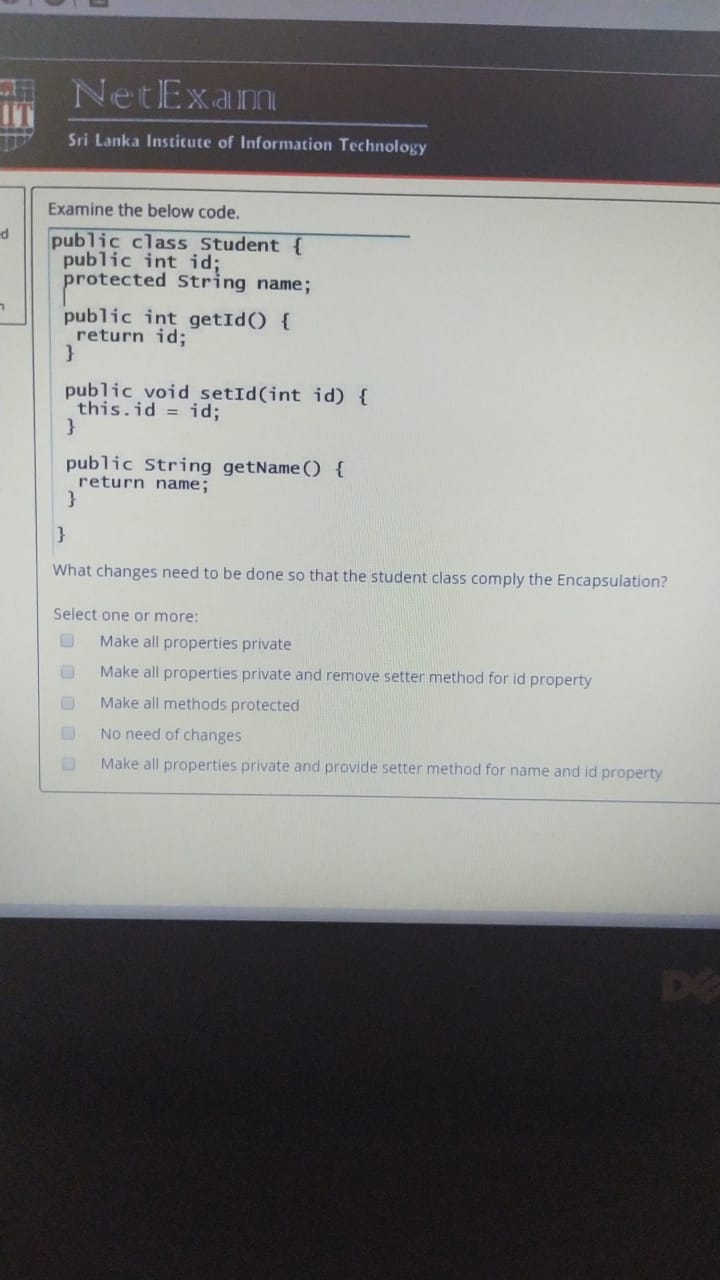 IIT
NetExam
Sri Lanka Institute of Information Technology
Examine the below code.
public class Student {
public int id;
protected String name;
public int getId() {
return id;
}
public void setId(int id) {
this.id = id;
}
public String getName() {
return name;
}
}
What changes need to be done so that the student class comply the Encapsulation?
Select one or more:
Make all properties private
Make all properties private and remove setter method for id property
Make all methods protected
No need of changes
Make all properties private and provide setter method for name and id property